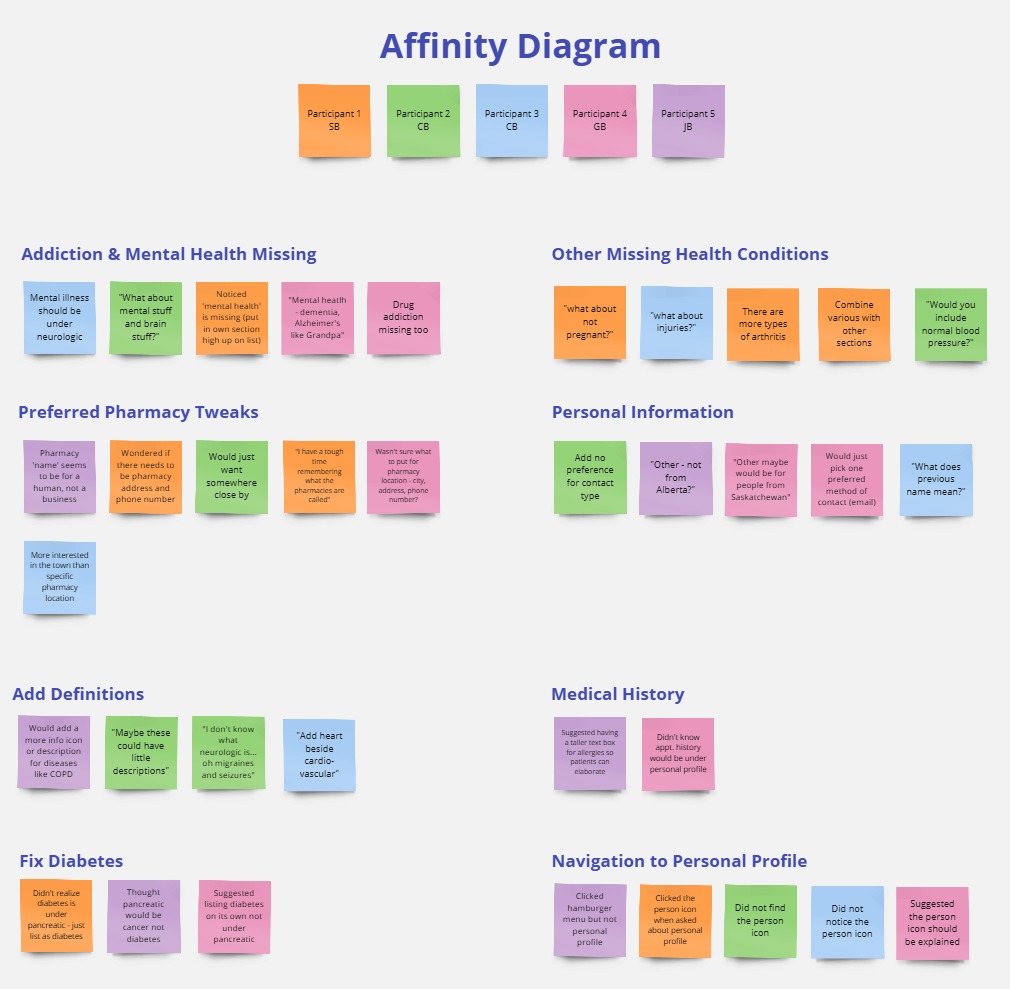 Affinity Diagram
Participant 1
SB
Participant 2
CB
Participant 3
CB
Participant 4
GB
Participant 5
JB
Addiction & Mental Health Missing
Mental illness
should be
under
neurologic
"What about
mental stuff
and brain
stuff?"
Noticed
'mental health'
is missing (put
in own section
high up on list)
"Mental heatlh
- dementia,
Alzheimer's
like Grandpa"
Drug
addiction
missing too
Other Missing Health Conditions
"what about
not
pregnant?"
"what about
injuries?"
There are
more types
of arthritis
Combine
various with
other
sections
"Would you
include
normal blood
pressure?"
Preferred Pharmacy Tweaks
Pharmacy
'name' seems
to be for a
human, not a
business
Wondered if
there needs to
be pharmacy
address and
phone number
Would just
want
somewhere
close by
"I have a tough
time
remembering
what the
pharmacies are
called"
Wasn't sure what
to put for
pharmacy
location - city,
address, phone
number?
More interested
in the town than
specific
pharmacy
location
Personal Information
Add no
preference
for contact
type
"Other - not
from
Alberta?"
"Other maybe
would be for
people from
Saskatchewan"
Would just
pick one
preferred
method of
contact (email)
"What does
previous
name mean?"
Add Definitions
Would add a
more info icon
or description
for diseases
like COPD
"Maybe these
could have
little
descriptions"
"I don't know
what
neurologic is...
oh migraines
and seizures"
"Add heart
beside
cardio-
vascular"
Medical History
Suggested having
a taller text box
for allergies so
patients can
elaborate
Didn't know
appt. history
would be under
personal profile
Fix Diabetes
Didn't realize
diabetes is
under
pancreatic - just
list as diabetes
Thought
pancreatic
would be
cancer not
diabetes
Suggested
listing diabetes
on its own not
under
pancreatic
Navigation to Personal Profile
Clicked
hamburger
menu but not
personal
profile
Clicked the
person icon
when asked
about personal
profile
Did not find
the person
icon
Did not
notice the
person icon
Suggested
the person
icon should
be explained